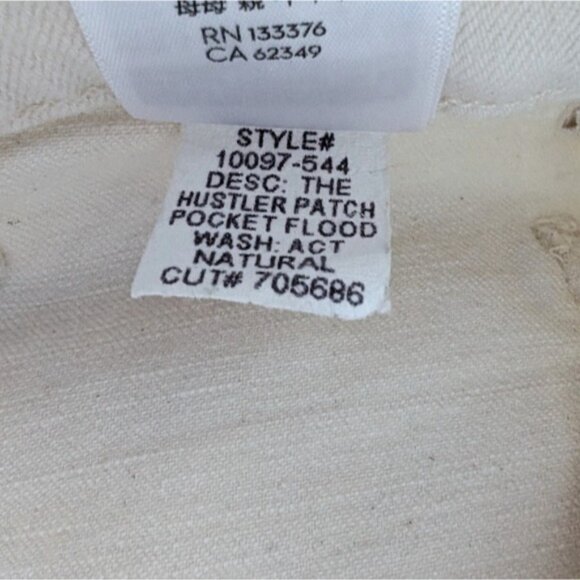 RN 133376
CA 62349
STYLE#
10097-544
DESC: THE
HUSTLER PATCH
POCKET FLOOD
WASH: ACT
NATURAL
CUT# 705686